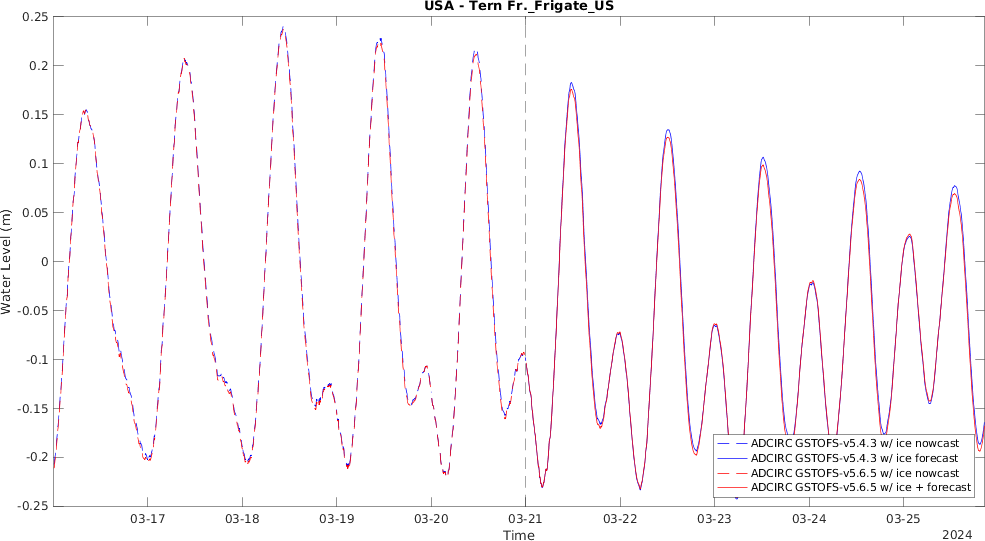 USA - Tern Fr._Frigate_US
0.25
0.2
0.15
0.1
0.05
0
-0.05
-0.1
-0.15
-0.2
-0.25
Water Level (m)
ADCIRC GSTOFS-v5.4.3 w/ ice nowcast
ADCIRC GSTOFS-v5.4.3 w/ ice forecast
ADCIRC GSTOFS-v5.6.5 w/ ice nowcast
ADCIRC GSTOFS-v5.6.5 w/ ice + forecast
03-17 03-18 03-19 03-20 03-21 03-22 03-23 03-24 03-25
Time
2024